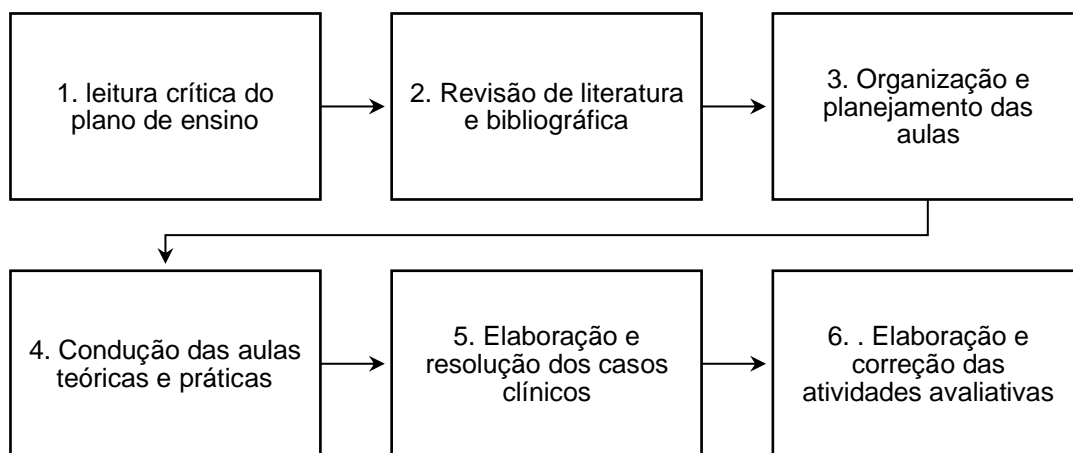 1. leitura crítica do
plano de ensino
2. Revisão de literatura
e bibliográfica
3. Organização e
planejamento das
aulas
4. Condução das aulas
teóricas e práticas
5. Elaboração e
resolução dos casos
clínicos
6. . Elaboração e
correção das
atividades avaliativas